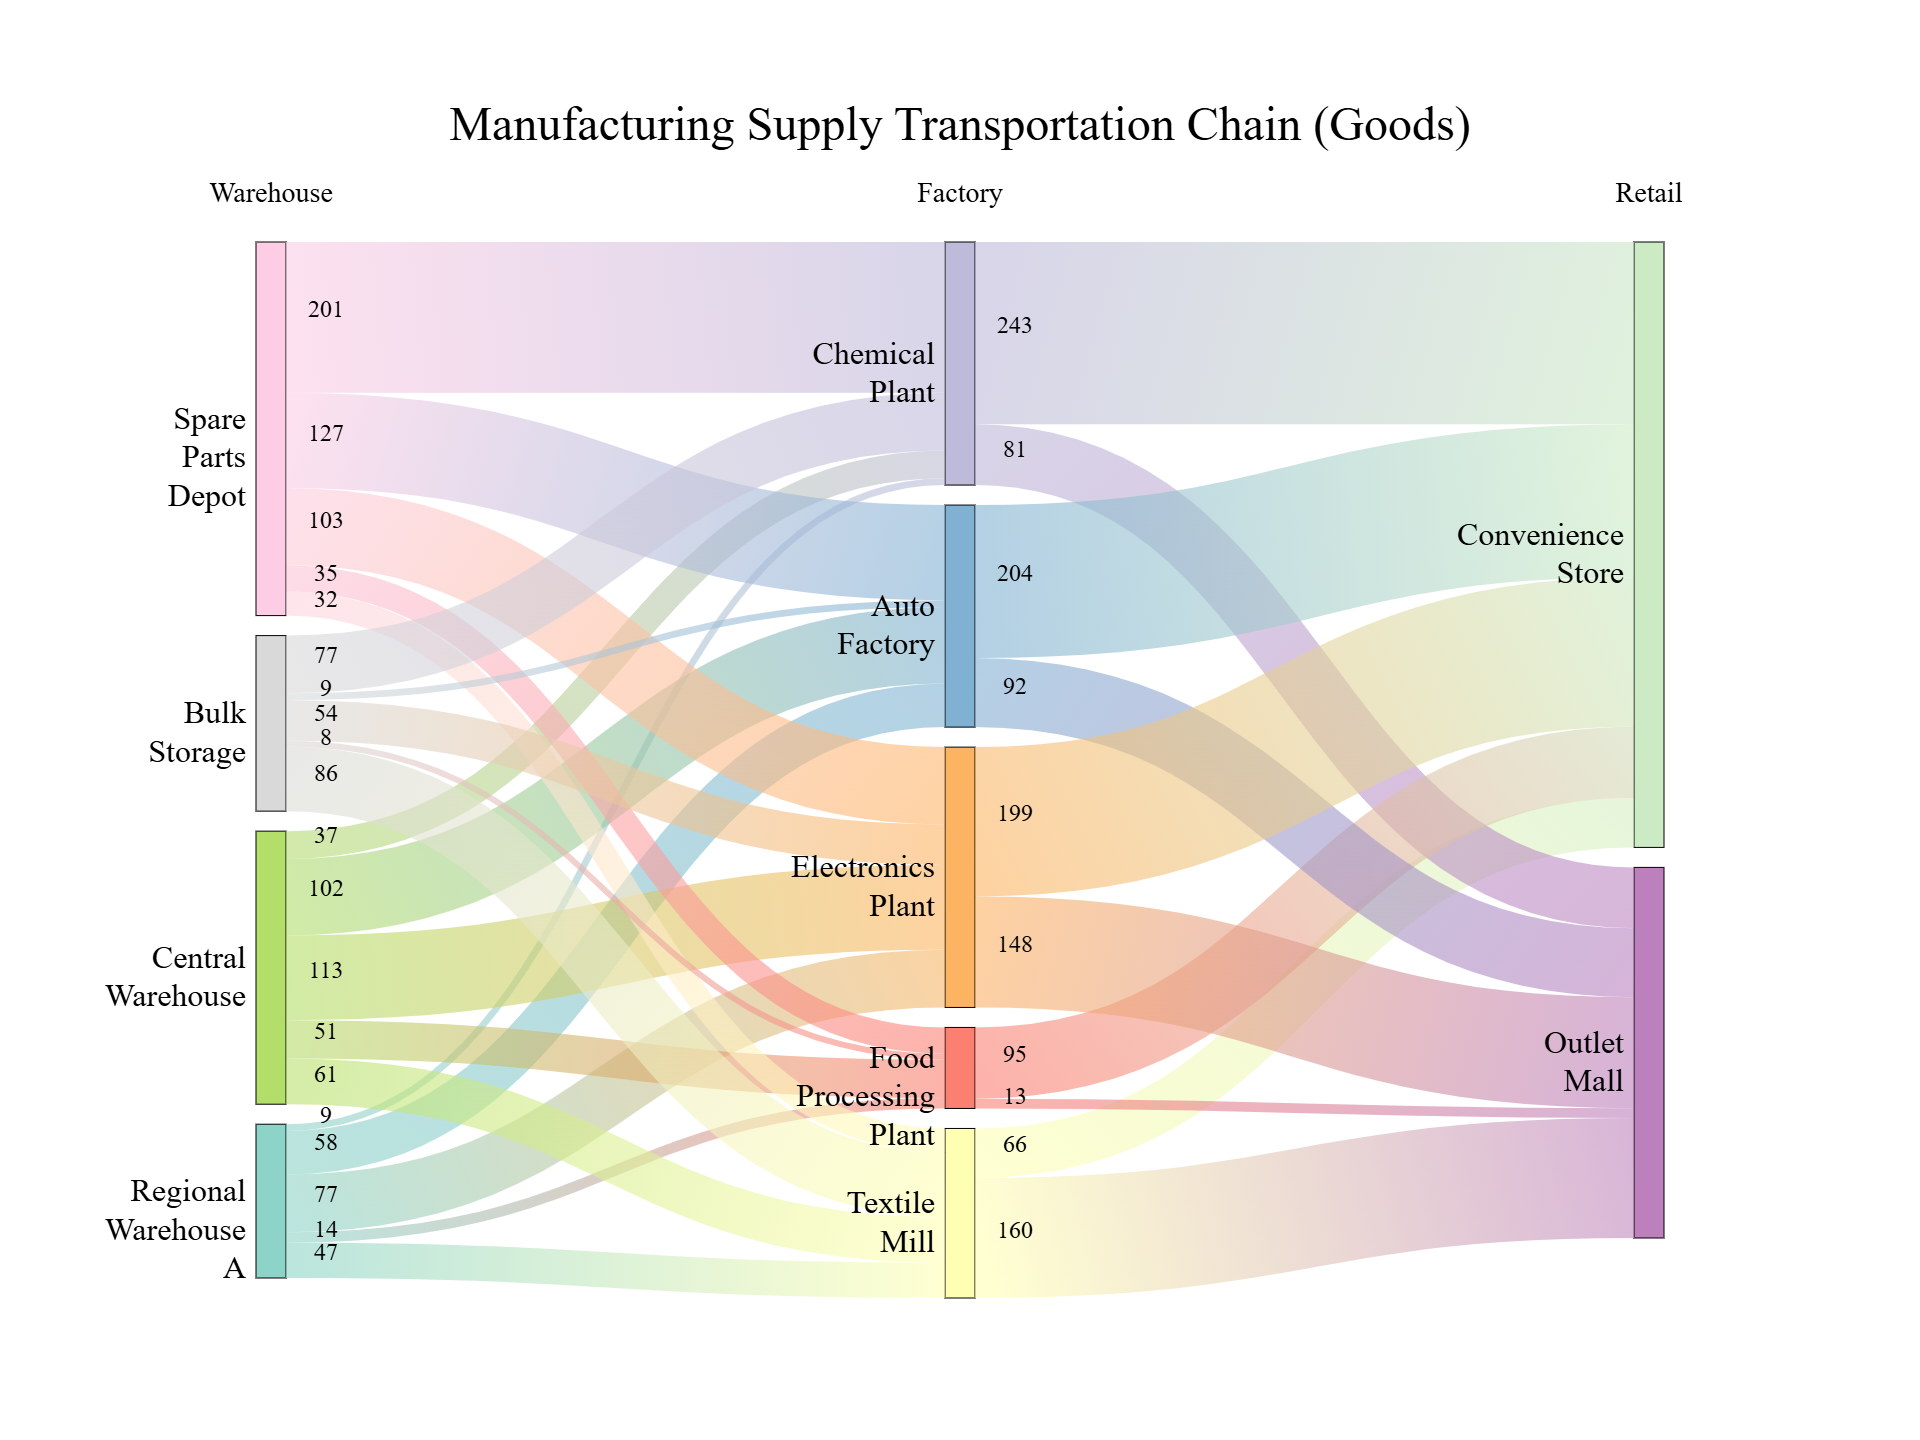 Manufacturing Supply Transportation Chain (Goods)
Warehouse
Factory
Retail
Spare
Parts
Depot
201
127
103
35
32
Bulk
Storage
77
9
54
8
86
Central
Warehouse
37
102
113
51
61
Regional
Warehouse
A
9
58
77
14
47
Chemical
Plant
243
81
Auto
Factory
204
92
Electronics
Plant
199
148
Food
Processing
Plant
95
13
Textile
Mill
66
160
Convenience
Store
Outlet
Mall